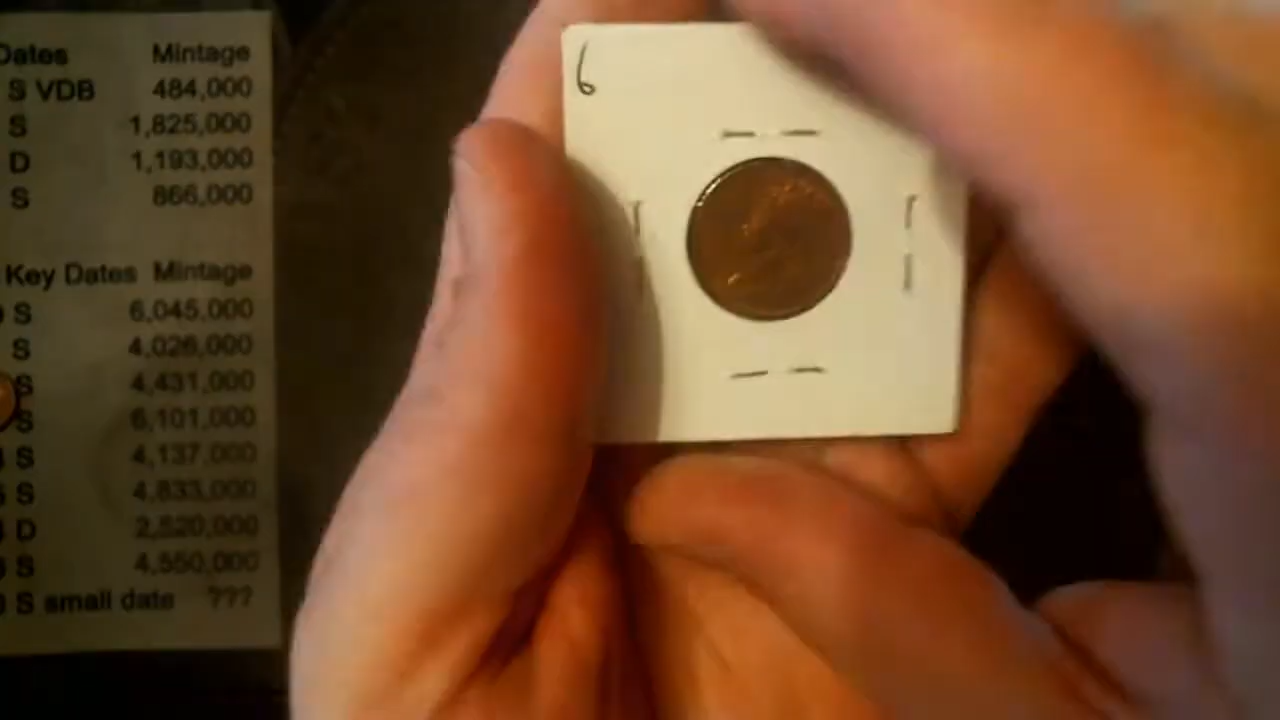 Dates Mintage
S VDB 484,000
S 1,825,000
D 1,193,000
S 866,000
Key Dates Mintage
S 6,045,000
S 4,026,000
S 4,431,000
S 6,101,000
S 4,137,000
S 4,833,000
D 2,520,000
S 4,550,000
S small date ???
6